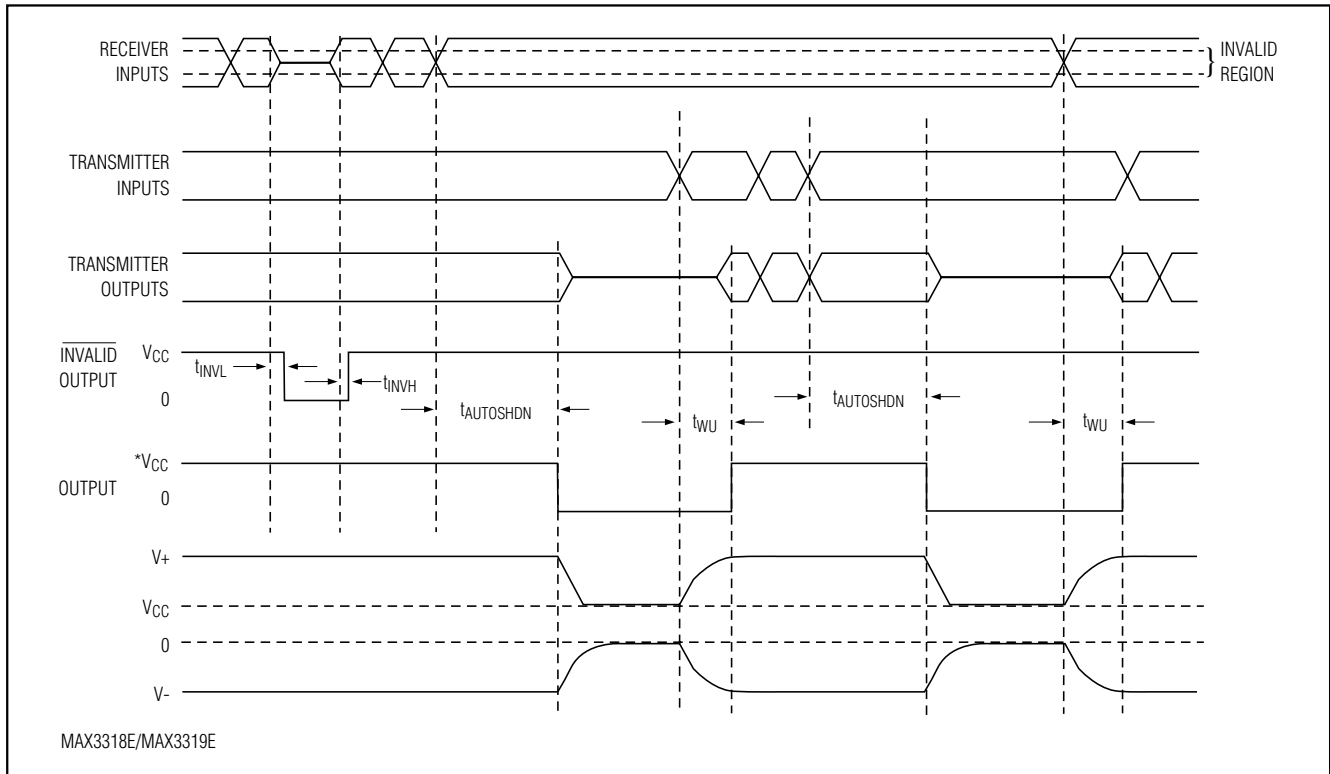 RECEIVER
INPUTS
} INVALID
REGION
TRANSMITTER
INPUTS
TRANSMITTER
OUTPUTS
INVALID
OUTPUT
VCC
0
tINVL
tINVH
tAUTOSHDN
tWU
tAUTOSHDN
tWU
OUTPUT
*VCC
0
V+
VCC
0
V-
MAX3318E/MAX3319E